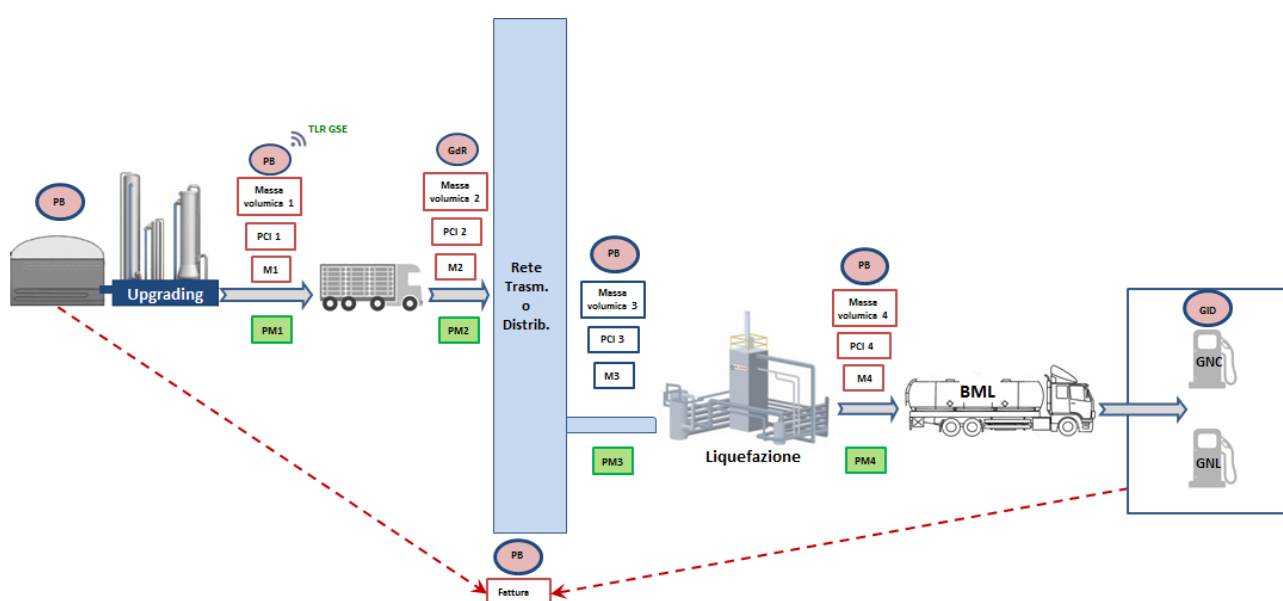 TLR GSE
PB
GdR
PB
Massa
volumica 1
Massa
volumica 2
PCI 1
PCI 2
M1
M2
Upgrading
PM1
PM2
Rete
Trasm.
o
Distrib.
PB
Massa
volumica 3
PCI 3
M3
PM3
Liquefazione
PB
Massa
volumica 4
PCI 4
M4
PM4
BML
GID
GNC
GNL
PB
Fattura